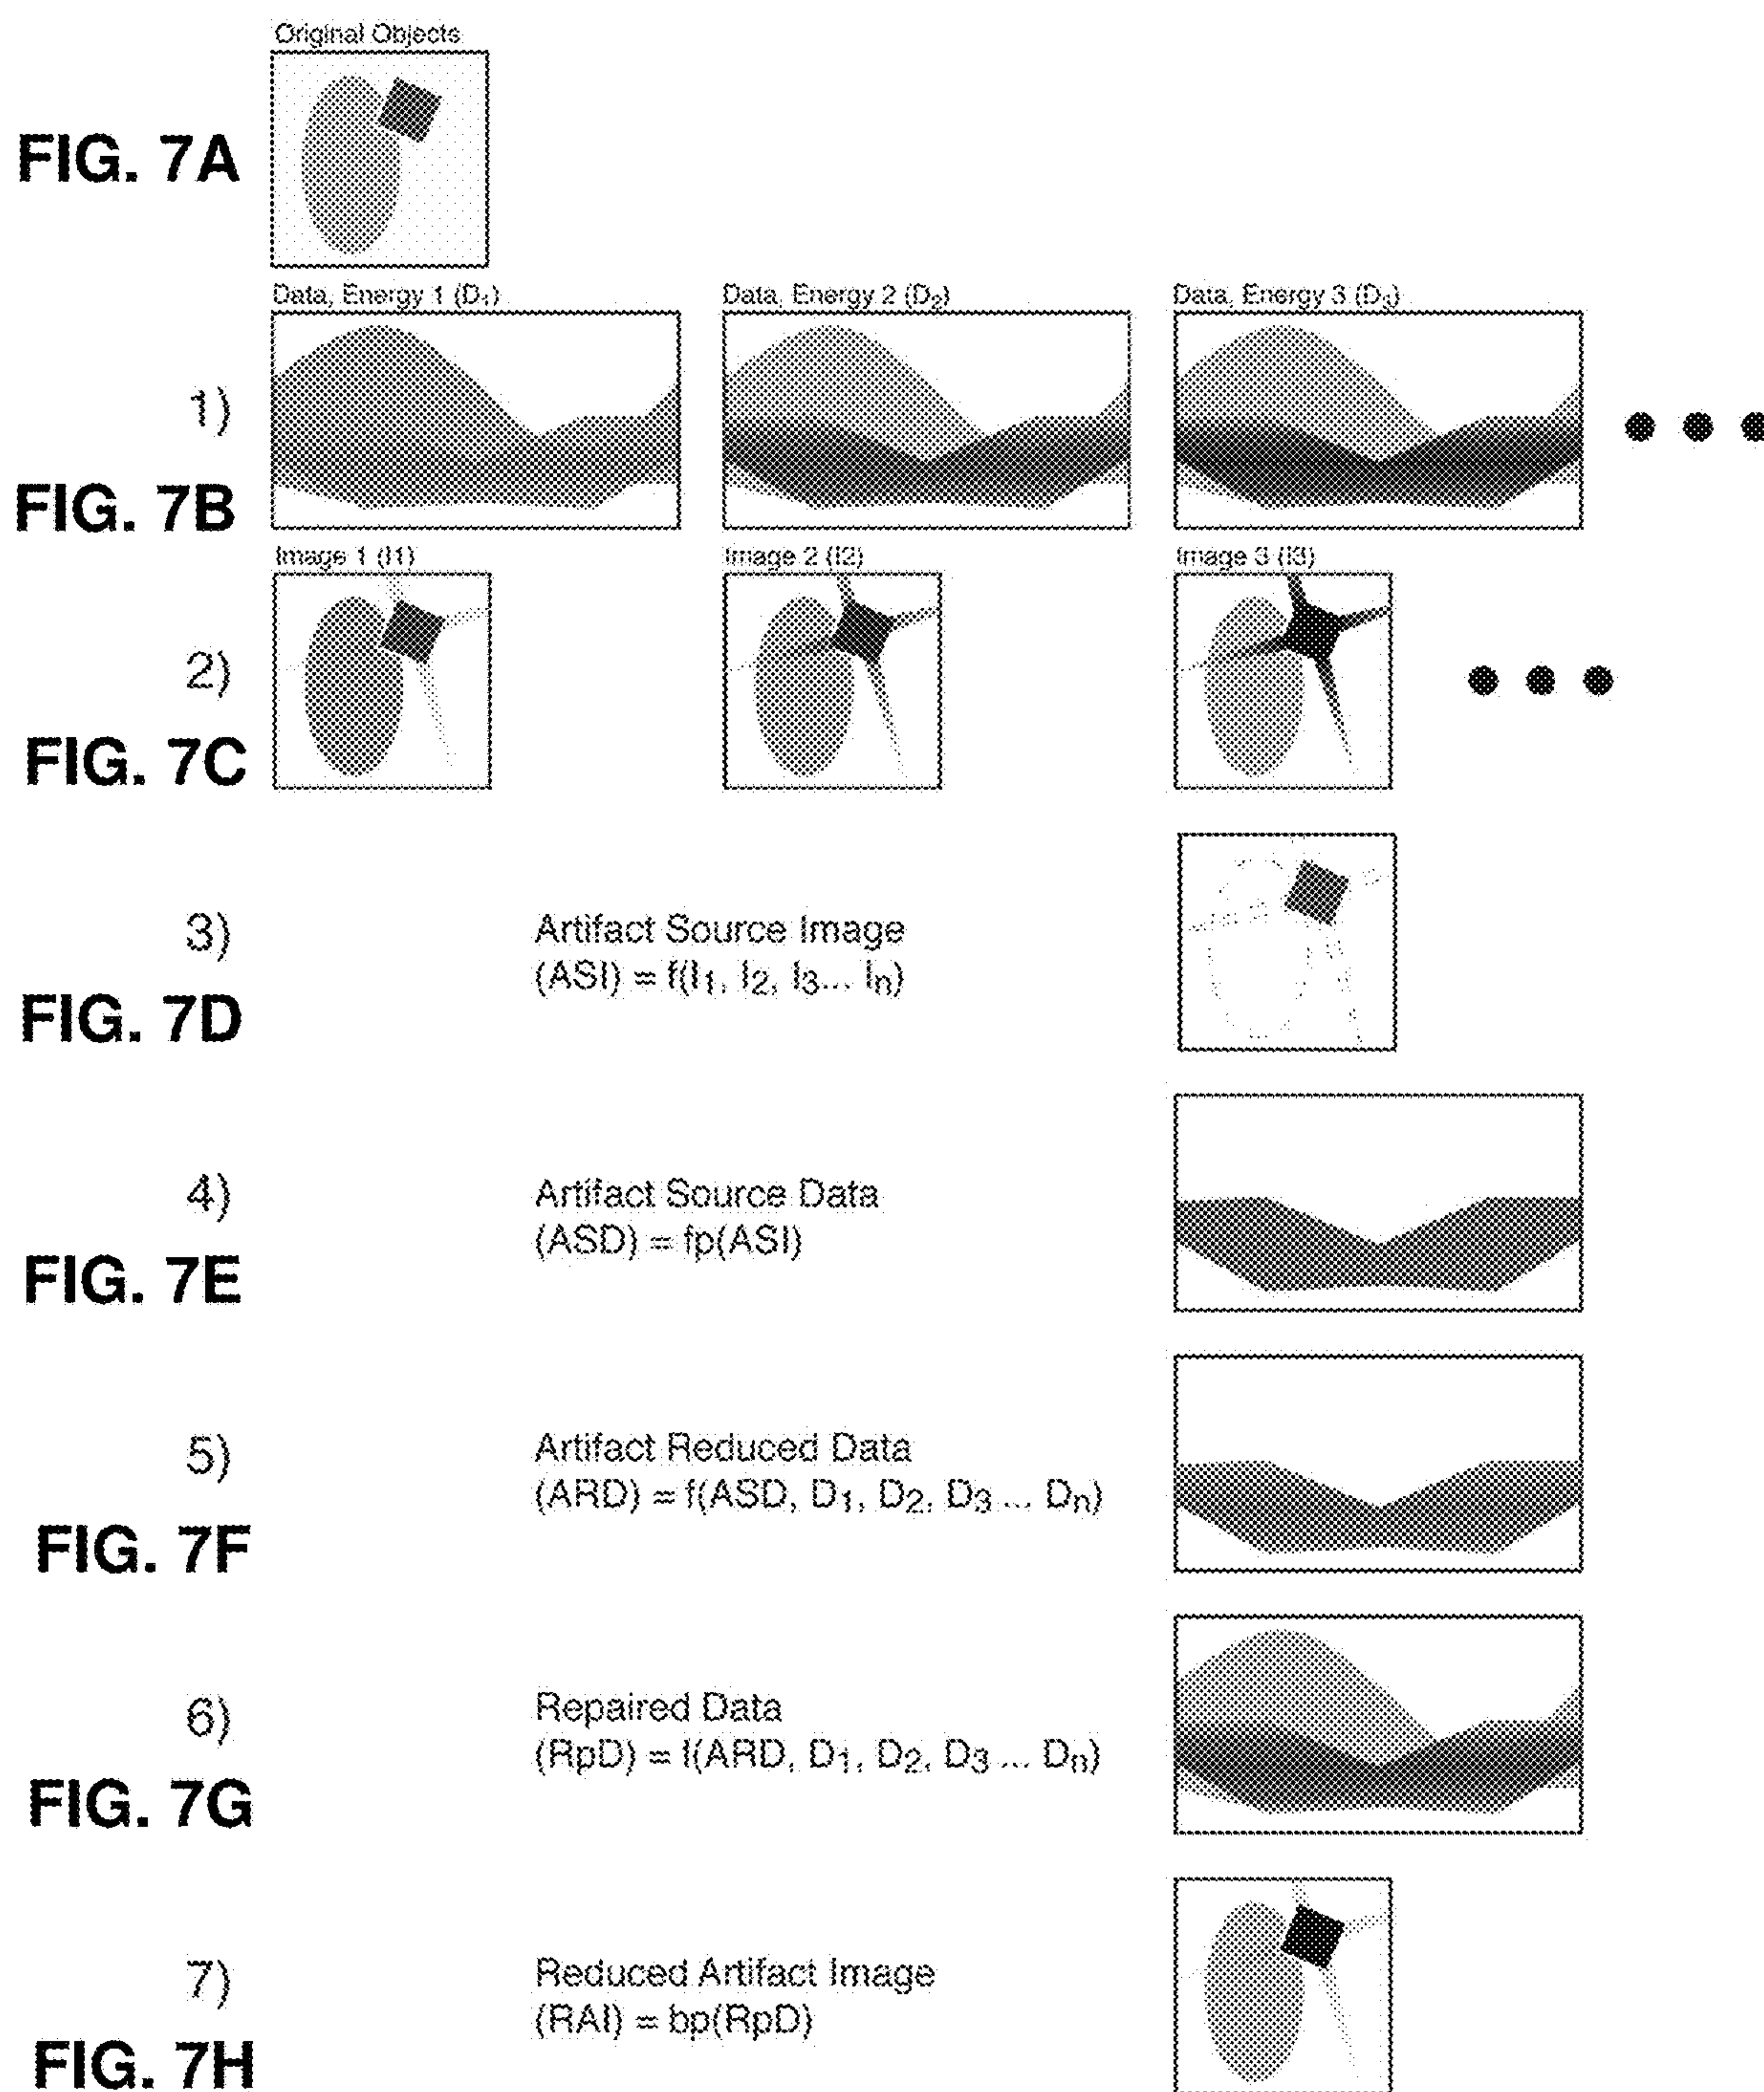 Original Objects
FIG. 7A
Data, Energy 1 (D₁)
Data, Energy 2 (D₂)
Data, Energy 3 (D₃)
1)
FIG. 7B
Image 1 (I1)
Image 2 (I2)
Image 3 (I3)
2)
FIG. 7C
3)
Artifact Source Image
(ASI) = f(I₁, I₂, I₃... Iₙ)
FIG. 7D
4)
Artifact Source Data
(ASD) = fp(ASI)
FIG. 7E
5)
Artifact Reduced Data
(ARD) = f(ASD, D₁, D₂, D₃ ... Dₙ)
FIG. 7F
6)
Repaired Data
(RpD) = f(ARD, D₁, D₂, D₃ ... Dₙ)
FIG. 7G
7)
Reduced Artifact Image
(RAI) = bp(RpD)
FIG. 7H